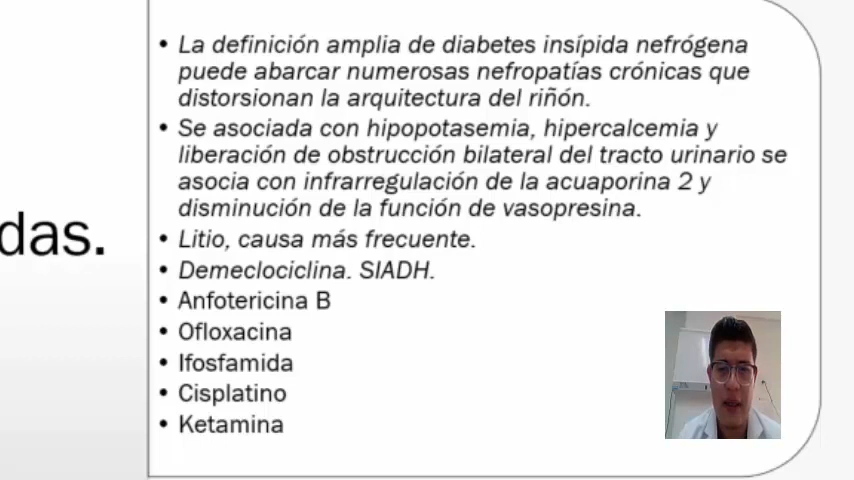 das.
• La definición amplia de diabetes insípida nefrógena
puede abarcar numerosas nefropatías crónicas que
distorsionan la arquitectura del riñón.
• Se asociada con hipopotasemia, hipercalcemia y
liberación de obstrucción bilateral del tracto urinario se
asocia con infrarregulación de la acuaporina 2 y
disminución de la función de vasopresina.
• Litio, causa más frecuente.
• Demeclociclina. SIADH.
• Anfotericina B
• Ofloxacina
• Ifosfamida
• Cisplatino
• Ketamina